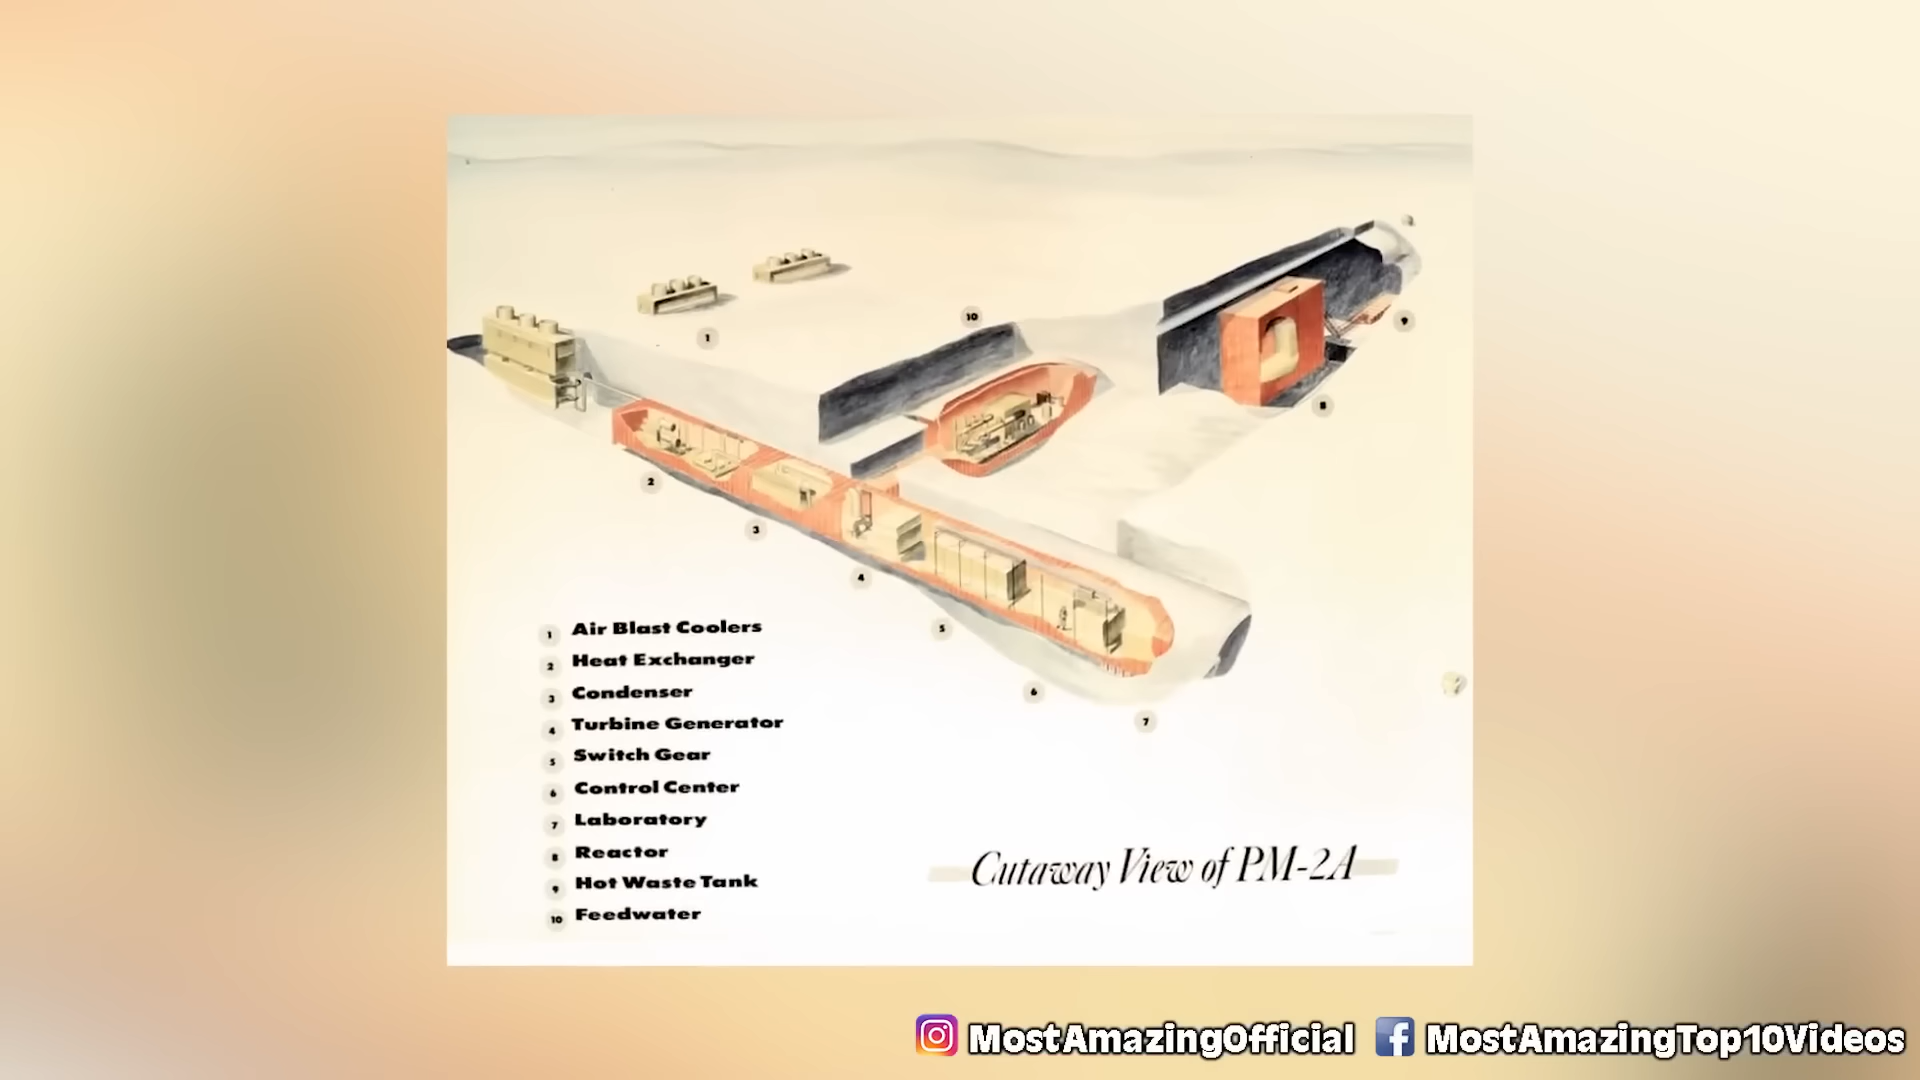 10
1
9
8
2
3
4
5
6
7
1 Air Blast Coolers
2 Heat Exchanger
3 Condenser
4 Turbine Generator
5 Switch Gear
6 Control Center
7 Laboratory
8 Reactor
9 Hot Waste Tank
10 Feedwater
Cutaway View of PM-2A
MostAmazingOfficial MostAmazingTop10Videos